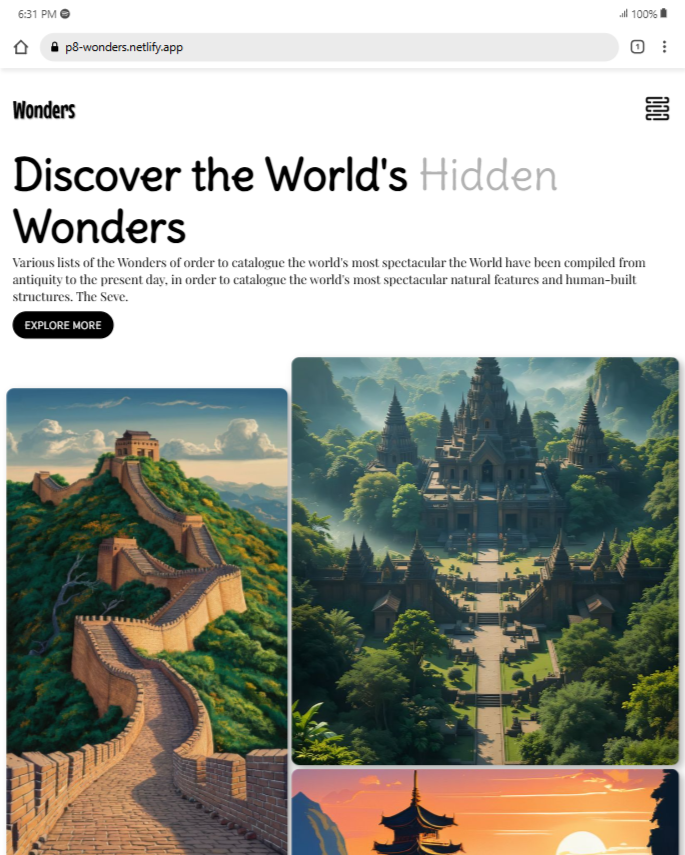 6:31 PM
100%
p8-wonders.netlify.app
1
Wonders
Discover the World's Hidden
Wonders
Various lists of the Wonders of order to catalogue the world's most spectacular the World have been compiled from
antiquity to the present day, in order to catalogue the world's most spectacular natural features and human-built
structures. The Seve.
EXPLORE MORE